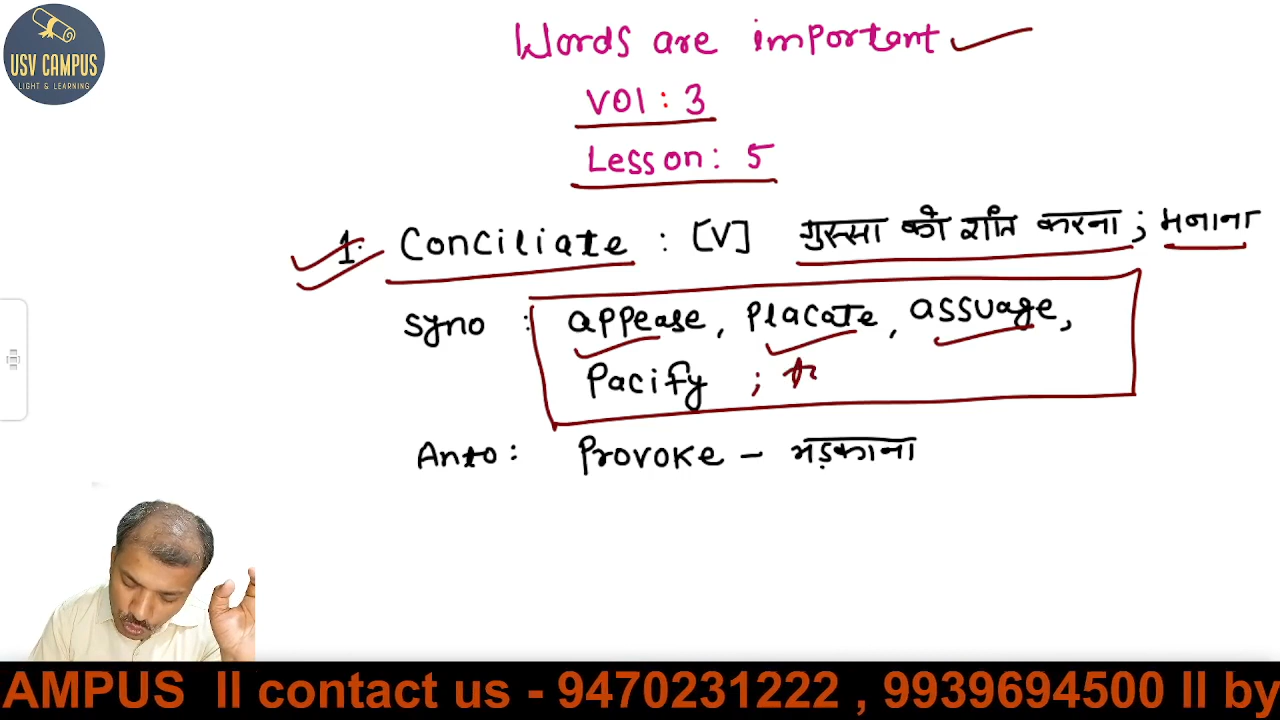 USV CAMPUS
LIGHT & LEARNING
Words are important
VOl : 3
Lesson : 5
1. Conciliate : [V] गुस्सा को शांत करना ; मनाना
Syno : appease, Placate, assuage,
Pacify ;
Anto : Provoke - भड़काना
AMPUS II contact us - 9470231222 , 9939694500 II by